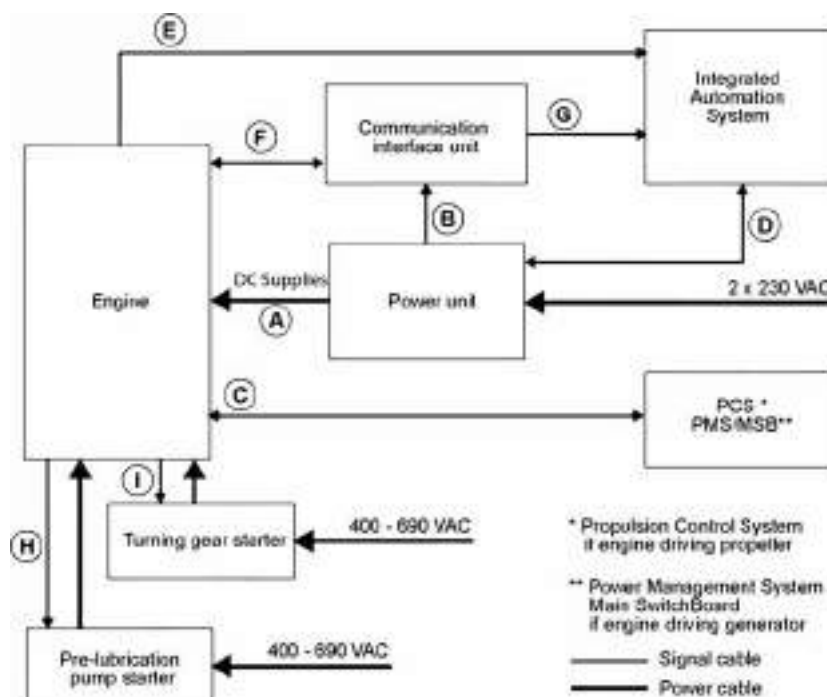 E
Integrated
Automation
System
Communication
interface unit
F
G
B
D
DC Supplies
2 x 230 VAC
Engine
Power unit
A
C
PCS *
PMS/MSB**
I
Turning gear starter
400 - 690 VAC
H
* Propulsion Control System
if engine driving propeller
** Power Management System
Main SwitchBoard
if engine driving generator
Pre-lubrication
pump starter
400 - 690 VAC
Signal cable
Power cable